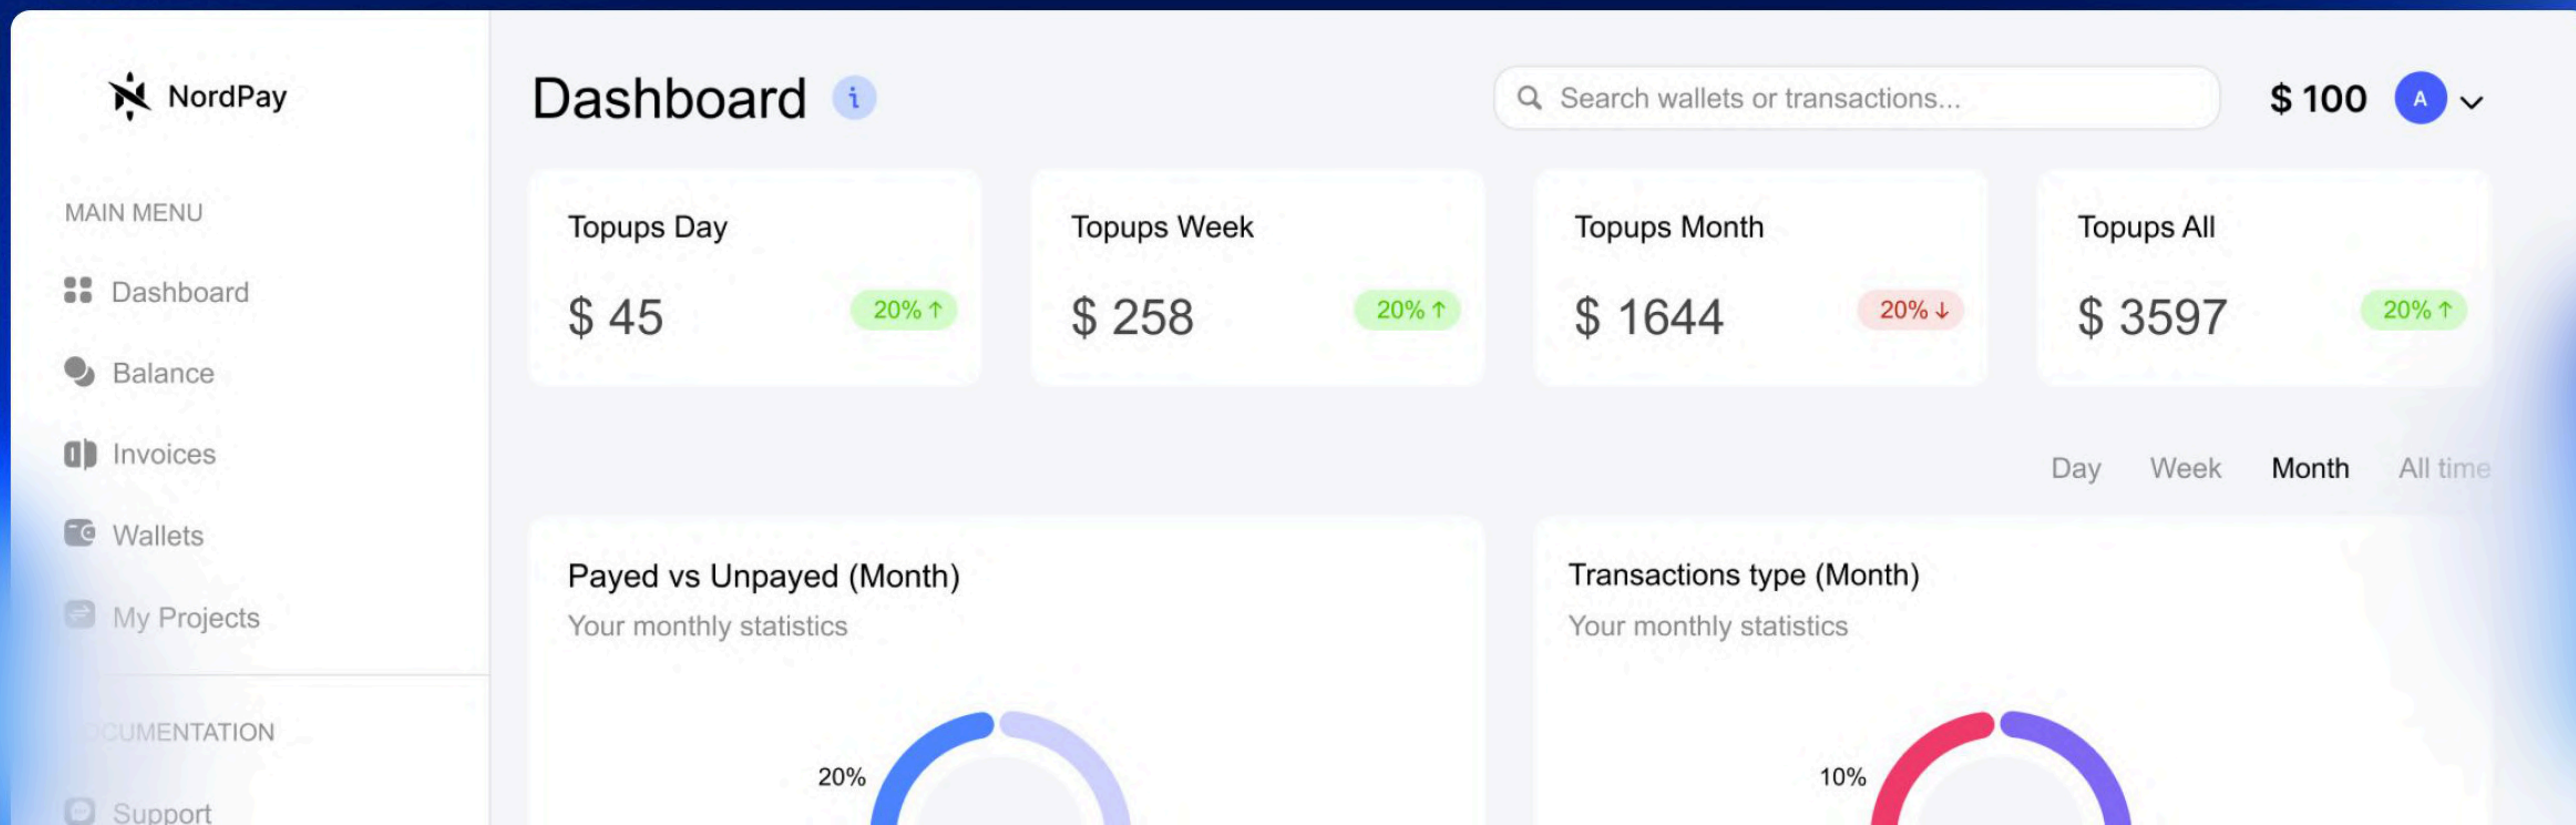 NordPay
MAIN MENU
Dashboard
Balance
Invoices
Wallets
My Projects
DOCUMENTATION
Support
Dashboard i
Search wallets or transactions...
$ 100 A
Topups Day
$ 45 20% ↑
Topups Week
$ 258 20% ↑
Topups Month
$ 1644 20% ↓
Topups All
$ 3597 20% ↑
Day Week Month All time
Payed vs Unpayed (Month)
Your monthly statistics
20%
Transactions type (Month)
Your monthly statistics
10%